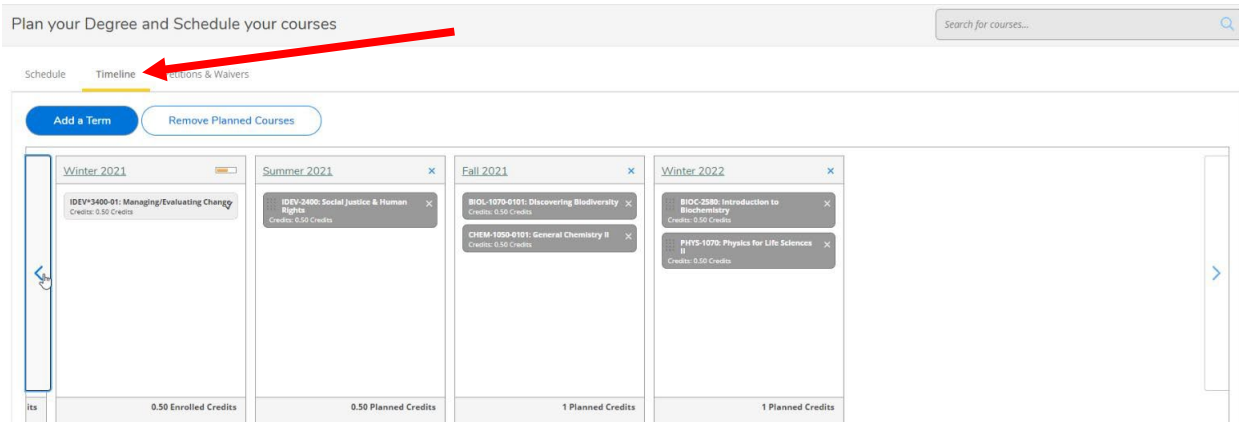 Plan your Degree and Schedule your courses
Search for courses...
Schedule Timeline etitions & Waivers
Add a Term Remove Planned Courses
Winter 2021 Summer 2021 Fall 2021 Winter 2022
IDEV*3400-01: Managing/Evaluating Change
Credits: 0.50 Credits
IDEV-2400: Social Justice & Human
Rights
Credits: 0.50 Credits
BIOL-1070-0101: Discovering Biodiversity
Credits: 0.50 Credits
CHEM-1050-0101: General Chemistry II
Credits: 0.50 Credits
BIOC-2580: Introduction to
Biochemistry
Credits: 0.50 Credits
PHYS-1070: Physics for Life Sciences
II
Credits: 0.50 Credits
its 0.50 Enrolled Credits 0.50 Planned Credits 1 Planned Credits 1 Planned Credits